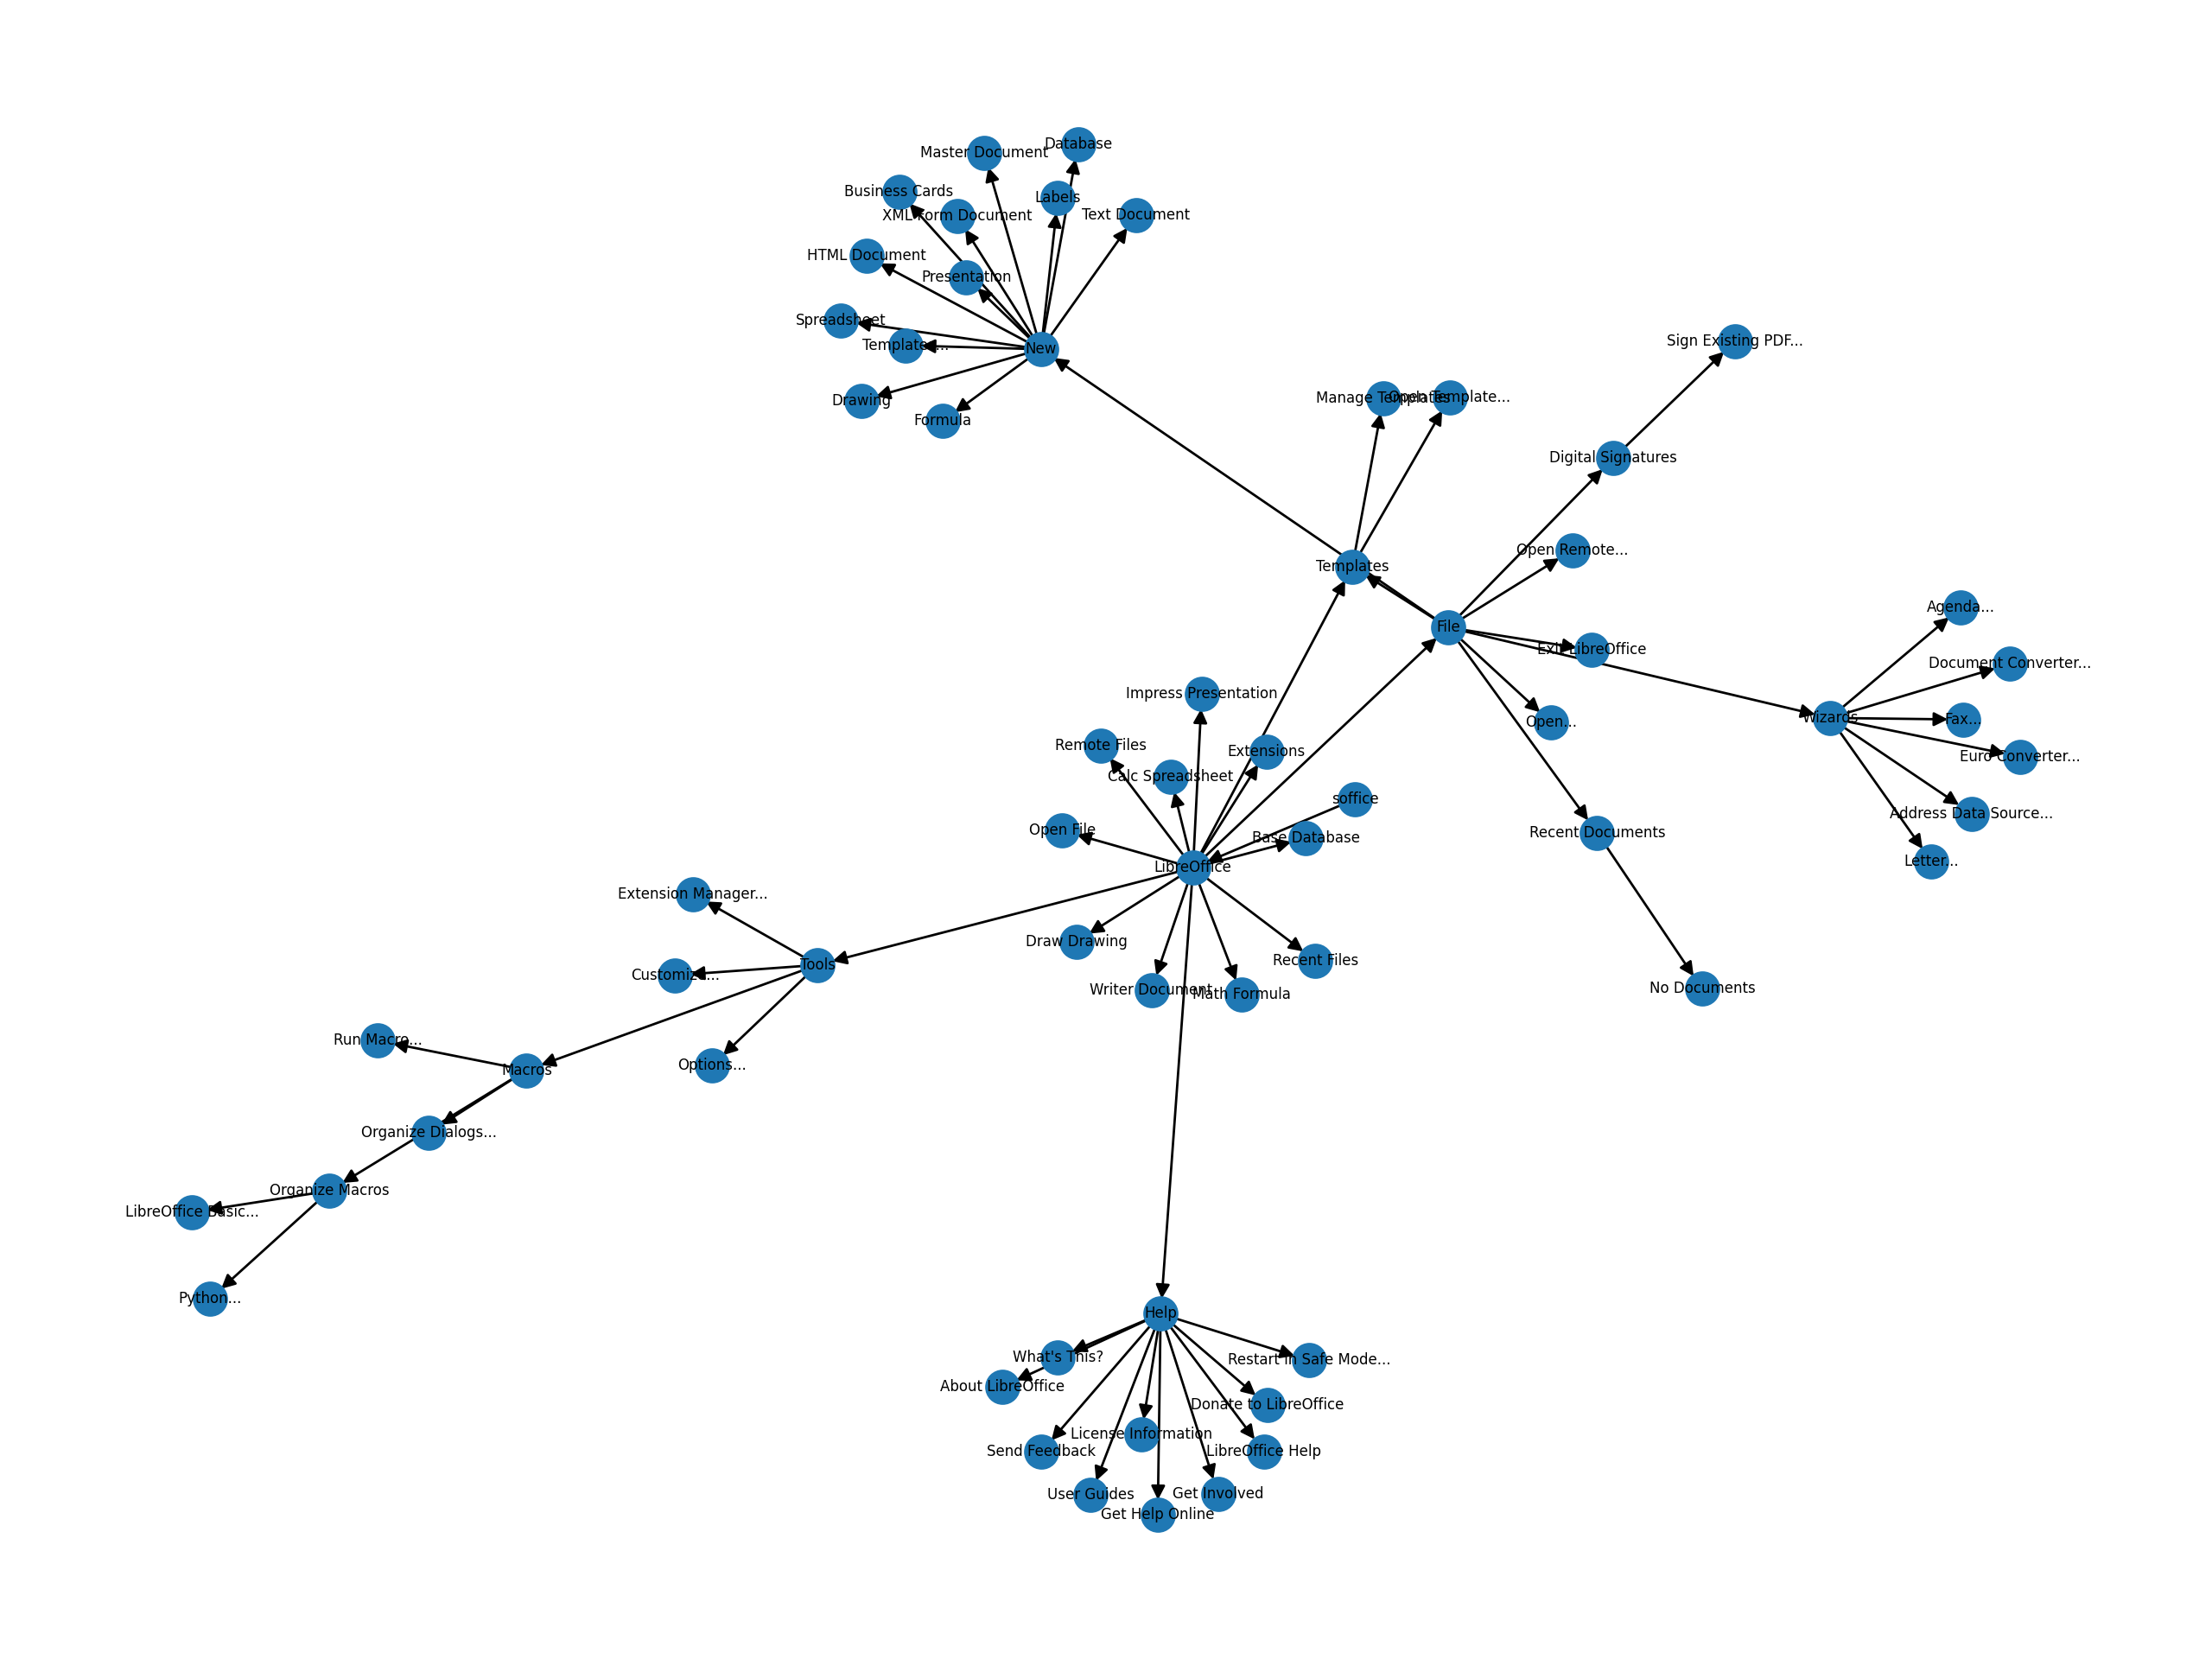 Database
Master Document
Business Cards
Labels
XML Form Document
Text Document
HTML Document
Presentation
Spreadsheet
Templates...
New
Drawing
Formula
Sign Existing PDF...
Manage Templates
Open Template...
Digital Signatures
Open Remote...
Templates
Agenda...
File
Exit LibreOffice
Document Converter...
Impress Presentation
Wizards
Fax...
Open...
Remote Files
Extensions
Euro Converter...
Calc Spreadsheet
soffice
Address Data Source...
Open File
Base Database
Recent Documents
LibreOffice
Letter...
Extension Manager...
Draw Drawing
Recent Files
Tools
Customize...
Writer Document
Math Formula
No Documents
Run Macro...
Options...
Macros
Organize Dialogs...
Organize Macros
LibreOffice Basic...
Python...
Help
What's This?
Restart in Safe Mode...
About LibreOffice
Donate to LibreOffice
License Information
Send Feedback
LibreOffice Help
User Guides
Get Involved
Get Help Online